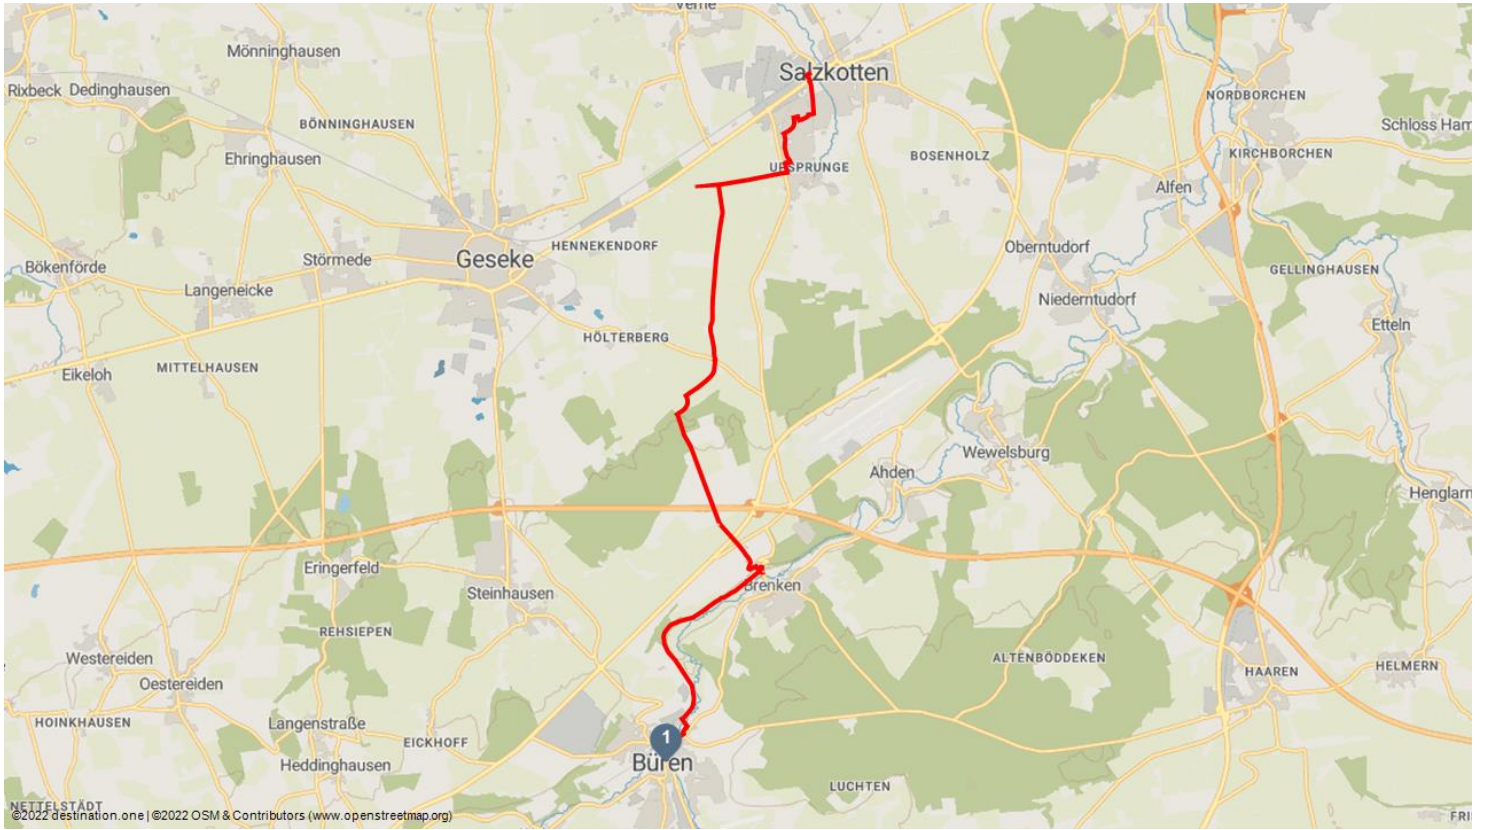 Verne
Mönninghausen
Salzkotten
Rixbeck
Dedinghausen
NORDBORCHEN
BÖNNINGHAUSEN
Schloss Ham
Ehringhausen
URSPRUNGE
BOSENHOLZ
KIRCHBORCHEN
Alfen
HENNEKENDORF
Oberntudorf
Störmede
Geseke
Bökenförde
GELLINGHAUSEN
Langeneicke
Niederntudorf
Etteln
HÖLTERBERG
MITTELHAUSEN
Eikeloh
Wewelsburg
Ahden
Henglarn
Eringerfeld
Steinhausen
Brenken
REHSIEPEN
Westereiden
ALTENBÖDDEKEN
HELMERN
HAAREN
Oestereiden
HOINKHAUSEN
Langenstraße
EICKHOFF
1
Büren
Heddinghausen
LUCHTEN
NETTELSTÄDT
FRI
©2022 destination.one | ©2022 OSM & Contributors (www.openstreetmap.org)